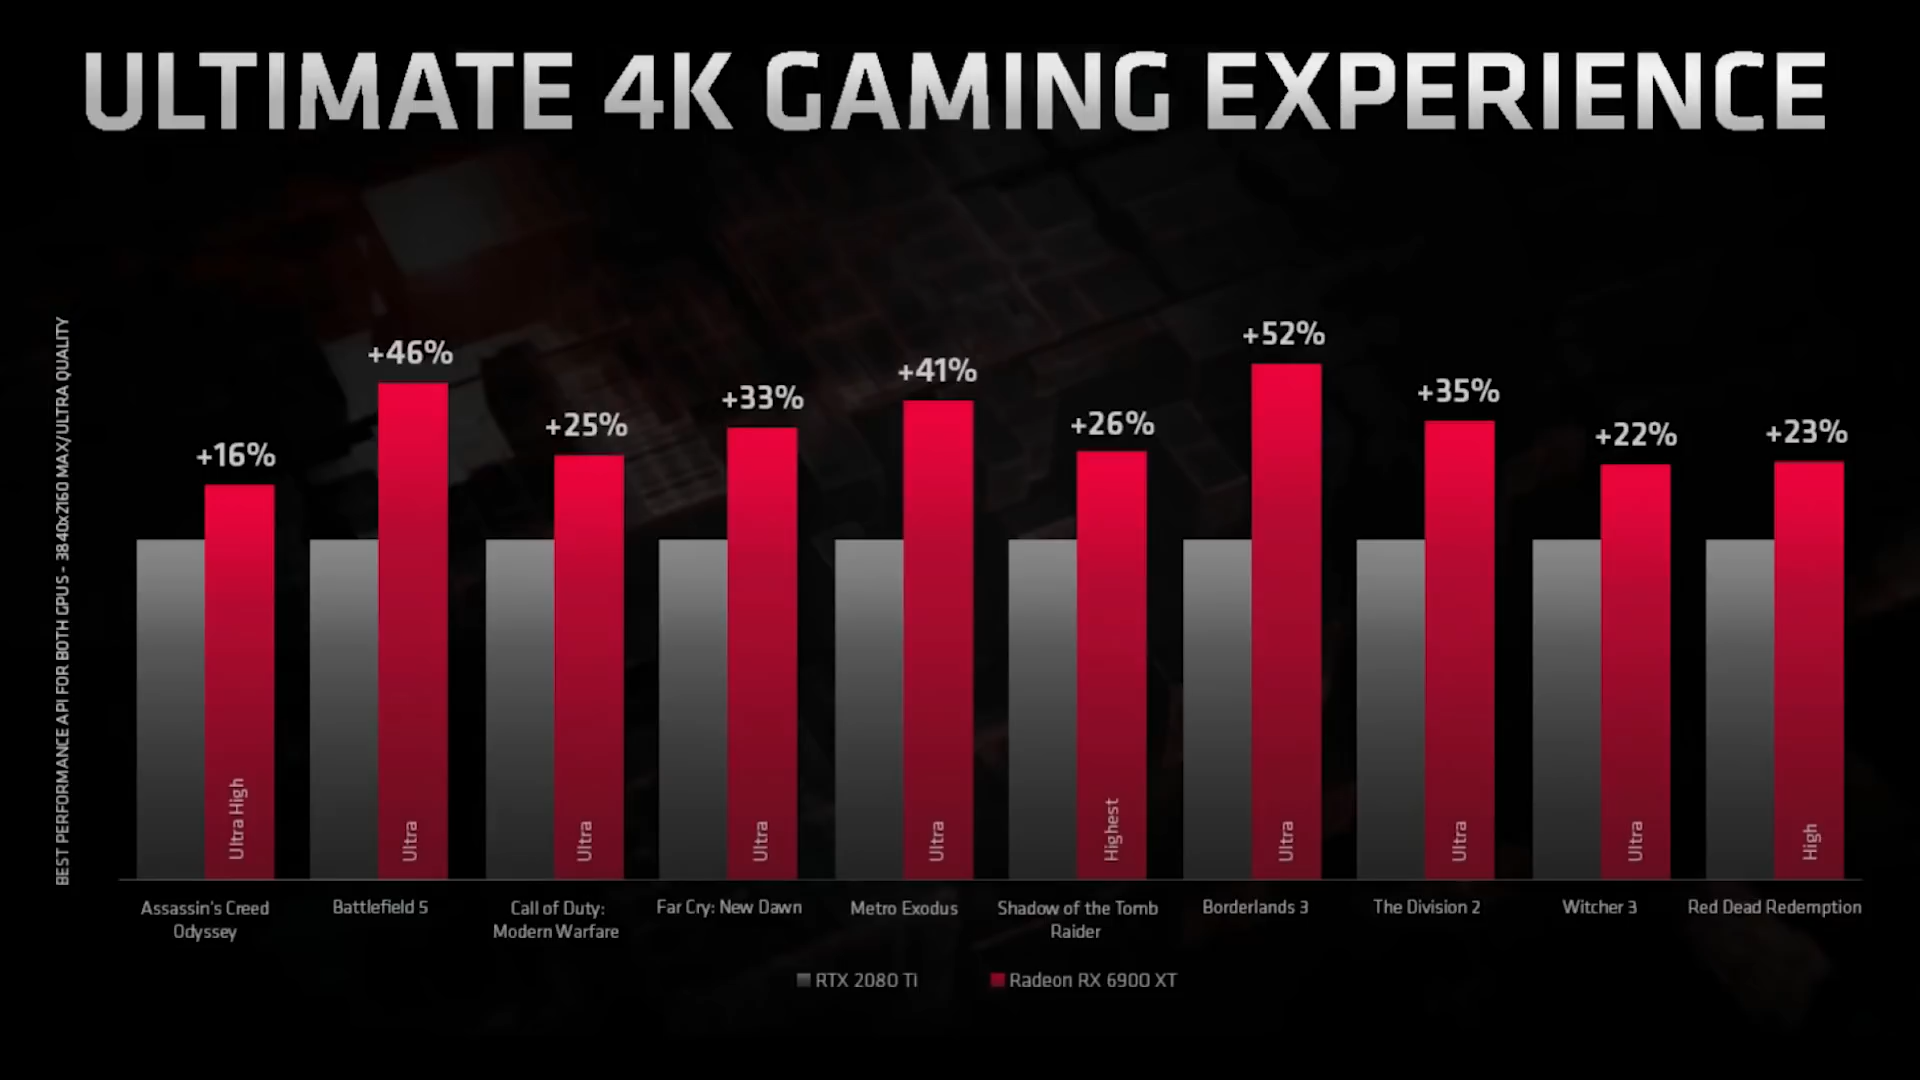 ULTIMATE 4K GAMING EXPERIENCE
BEST PERFORMANCE API FOR BOTH GPUS - 3840x2160 MAX/ULTRA QUALITY
+16%
+46%
+25%
+33%
+41%
+26%
+52%
+35%
+22%
+23%
Ultra High
Ultra
Ultra
Ultra
Ultra
Highest
Ultra
Ultra
Ultra
High
Assassin's Creed
Odyssey
Battlefield 5
Call of Duty:
Modern Warfare
Far Cry: New Dawn
Metro Exodus
Shadow of the Tomb
Raider
Borderlands 3
The Division 2
Witcher 3
Red Dead Redemption
RTX 2080 Ti
Radeon RX 6900 XT